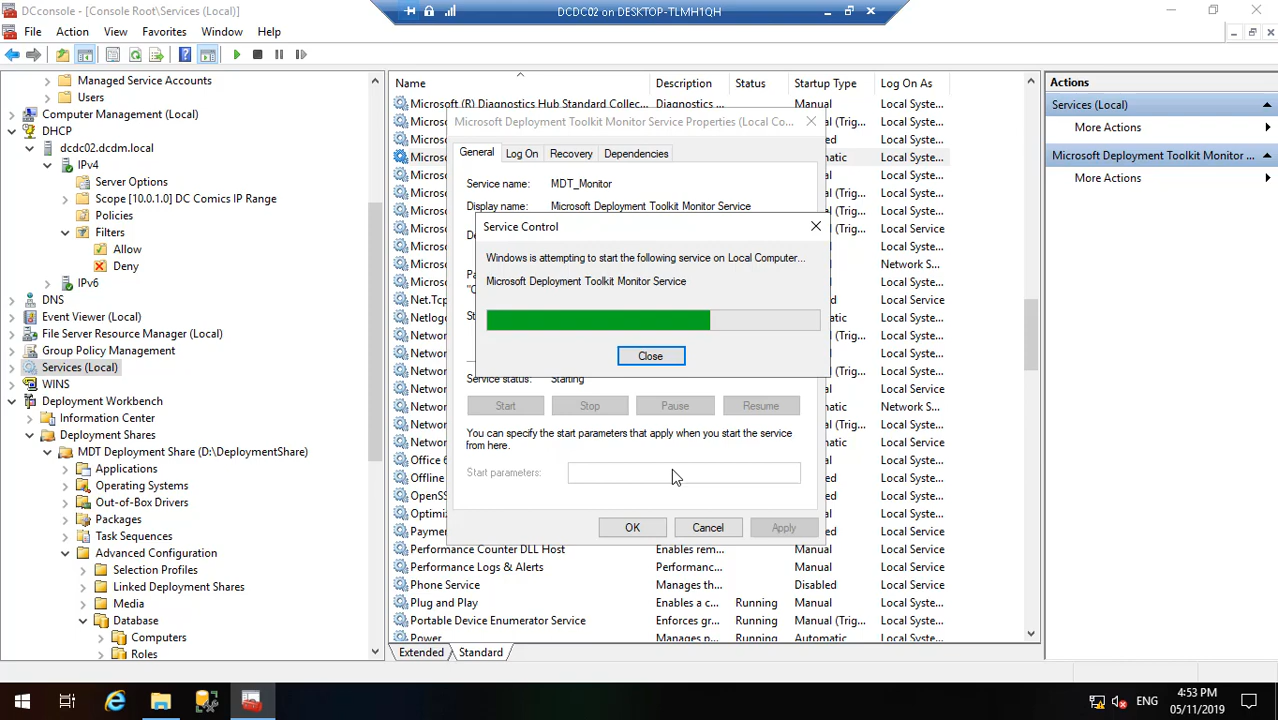 DCconsole - [Console Root\Services (Local)]
DCDC02 on DESKTOP-TLMH1QH
File Action View Favorites Window Help
Managed Service Accounts
Users
Computer Management (Local)
DHCP
dcdc02.dcdm.local
IPv4
Server Options
Scope [10.0.1.0] DC Comics IP Range
Policies
Filters
Allow
Deny
IPv6
DNS
Event Viewer (Local)
File Server Resource Manager (Local)
Group Policy Management
Services (Local)
WINS
Deployment Workbench
Information Center
Deployment Shares
MDT Deployment Share (D:\DeploymentShare)
Applications
Operating Systems
Out-of-Box Drivers
Packages
Task Sequences
Advanced Configuration
Selection Profiles
Linked Deployment Shares
Media
Database
Computers
Roles
Name Description Status Startup Type Log On As
Microsoft (R) Diagnostics Hub Standard Collec... Diagnostics ... Manual Local Syste...
Microsoft Deployment Toolkit Monitor Service Properties (Local Co...
General Log On Recovery Dependencies
Service name: MDT_Monitor
Display name: Microsoft Deployment Toolkit Monitor Service
Service Control
Windows is attempting to start the following service on Local Computer...
Microsoft Deployment Toolkit Monitor Service
Close
Service status: Starting
Start Stop Pause Resume
You can specify the start parameters that apply when you start the service
from here.
Start parameters:
OK Cancel Apply
Performance Counter DLL Host Enables rem... Manual Local Service
Performance Logs & Alerts Performanc... Manual Local Service
Phone Service Manages th... Disabled Local Service
Plug and Play Enables a c... Running Manual Local Syste...
Portable Device Enumerator Service Enforces gr... Manual (Trig... Local Syste...
Power Manages p... Running Automatic Local Syste...
Extended Standard
Actions
Services (Local)
More Actions
Microsoft Deployment Toolkit Monitor ...
More Actions
ENG
4:53 PM
05/11/2019